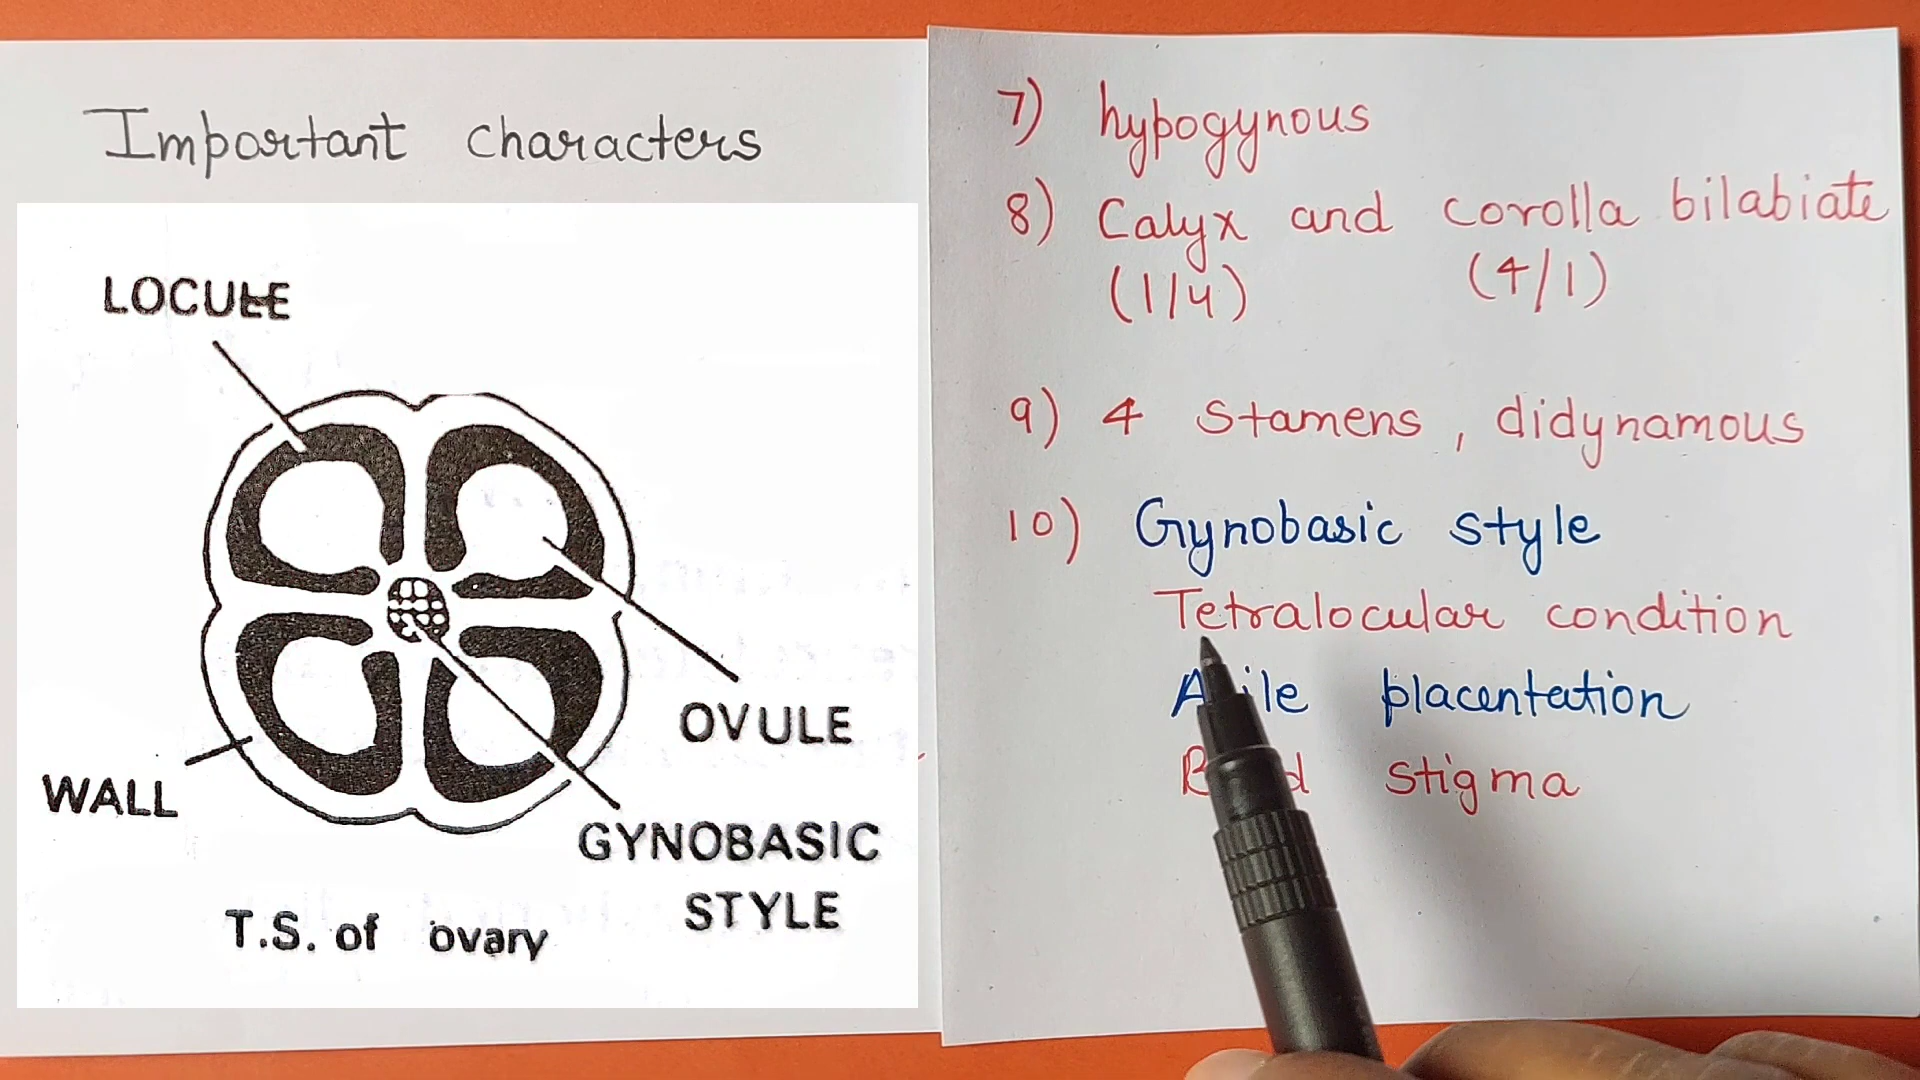 Important characters
LOCULE
OVULE
WALL
GYNOBASIC
STYLE
T.S. of ovary
7) hypogynous
8) Calyx and corolla bilabiate
(1/4) (4/1)
9) 4 stamens, didynamous
10) Gynobasic style
Tetralocular condition
placentation
stigma